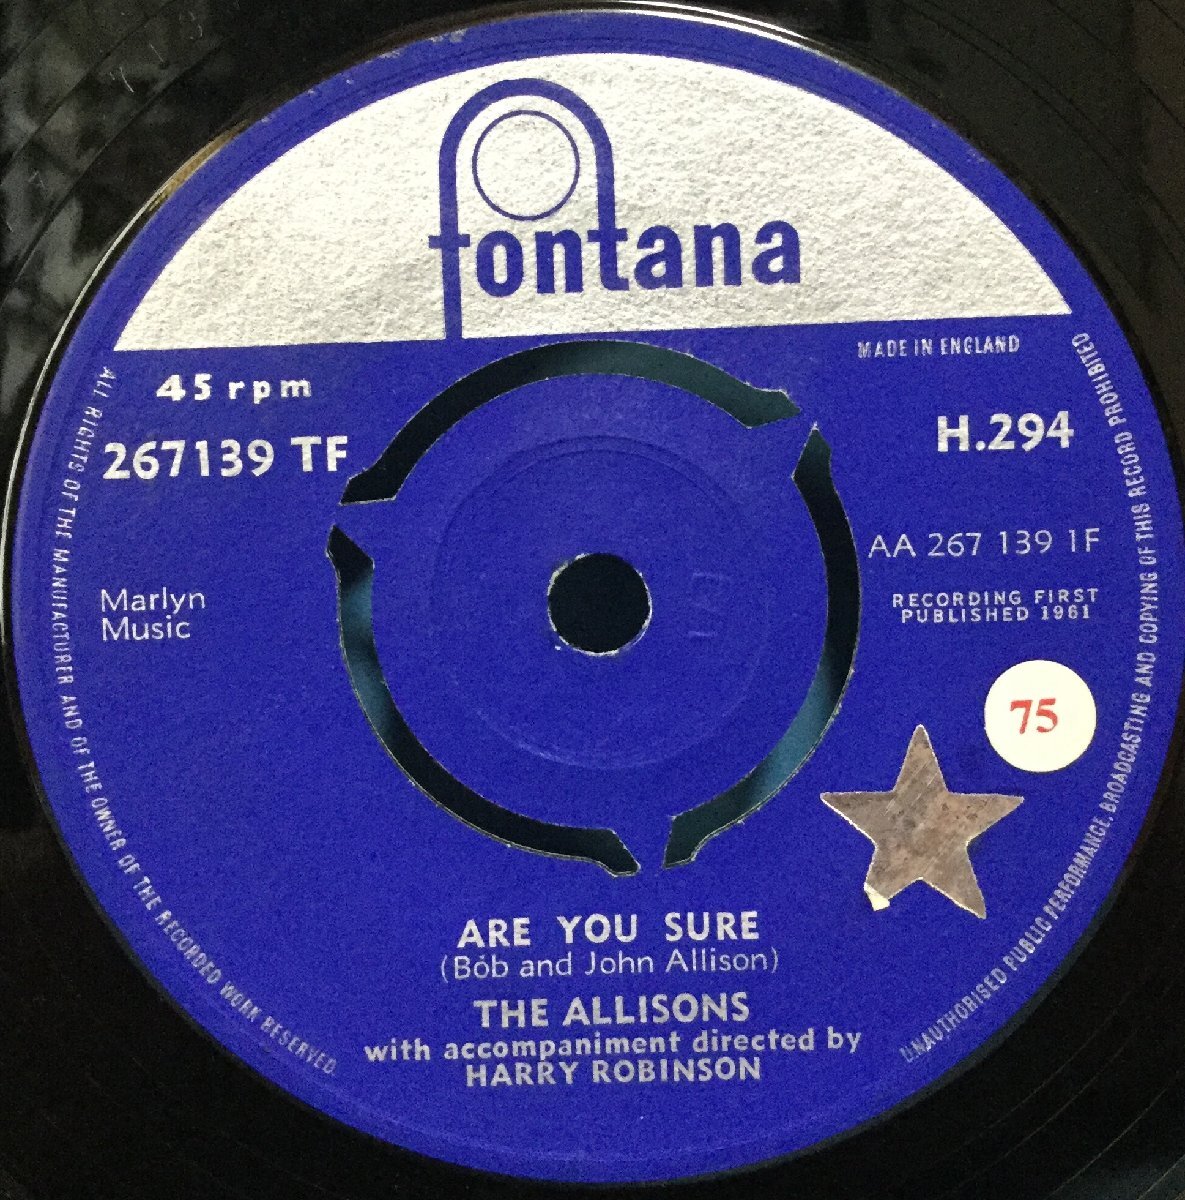 fontana
MADE IN ENGLAND
45 rpm
267139 TF
H.294
AA 267 139 1F
Marlyn
Music
RECORDING FIRST
PUBLISHED 1961
75
ARE YOU SURE
(Bob and John Allison)
THE ALLISONS
with accompaniment directed by
HARRY ROBINSON
ALL RIGHTS OF THE MANUFACTURER AND OF THE OWNER OF THE RECORDED WORK RESERVED.
UNAUTHORISED PUBLIC PERFORMANCE, BROADCASTING AND COPYING OF THIS RECORD PROHIBITED